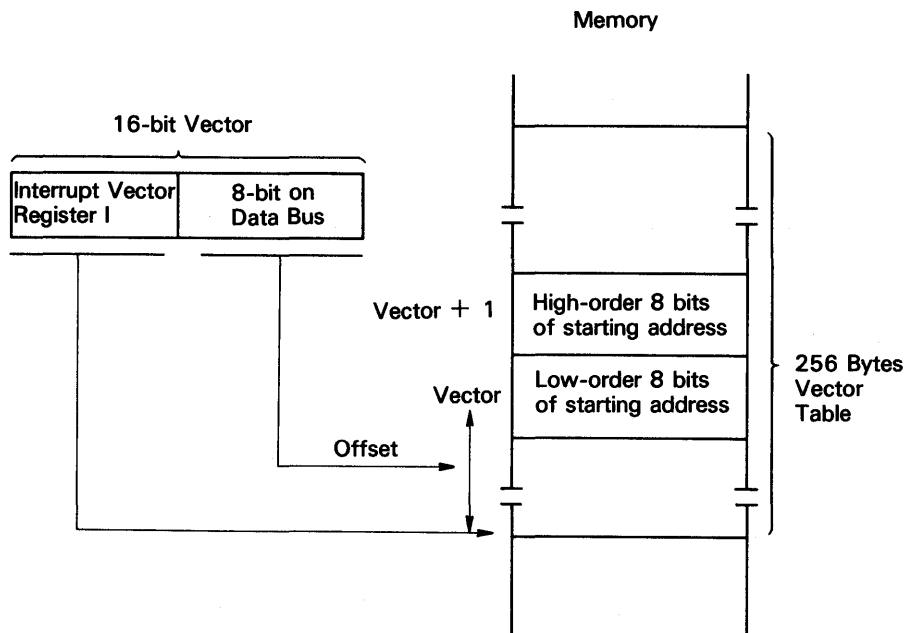 Memory
16-bit Vector
Interrupt Vector
Register I
8-bit on
Data Bus
Vector + 1
High-order 8 bits
of starting address
Vector
Low-order 8 bits
of starting address
256 Bytes
Vector
Table
Offset